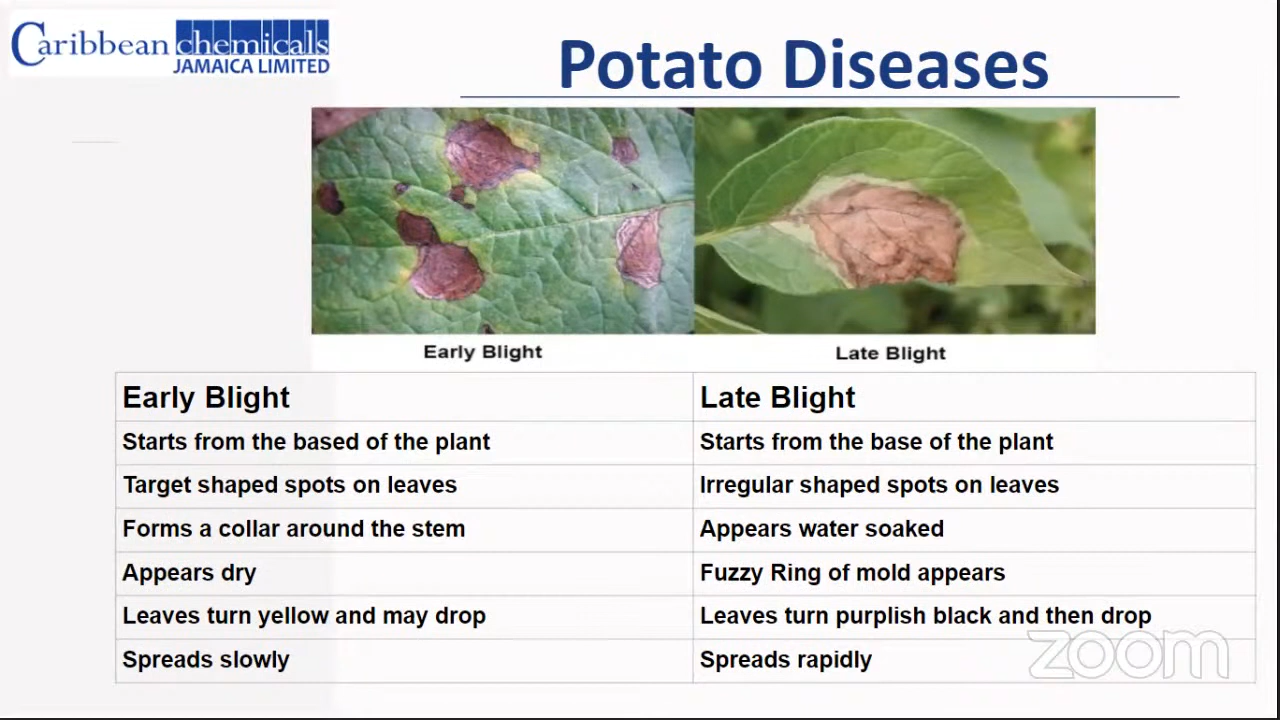 Caribbean chemicals
JAMAICA LIMITED
Potato Diseases
Early Blight
Late Blight
Early Blight
Late Blight
Starts from the based of the plant
Starts from the base of the plant
Target shaped spots on leaves
Irregular shaped spots on leaves
Forms a collar around the stem
Appears water soaked
Appears dry
Fuzzy Ring of mold appears
Leaves turn yellow and may drop
Leaves turn purplish black and then drop
Spreads slowly
Spreads rapidly
zoom